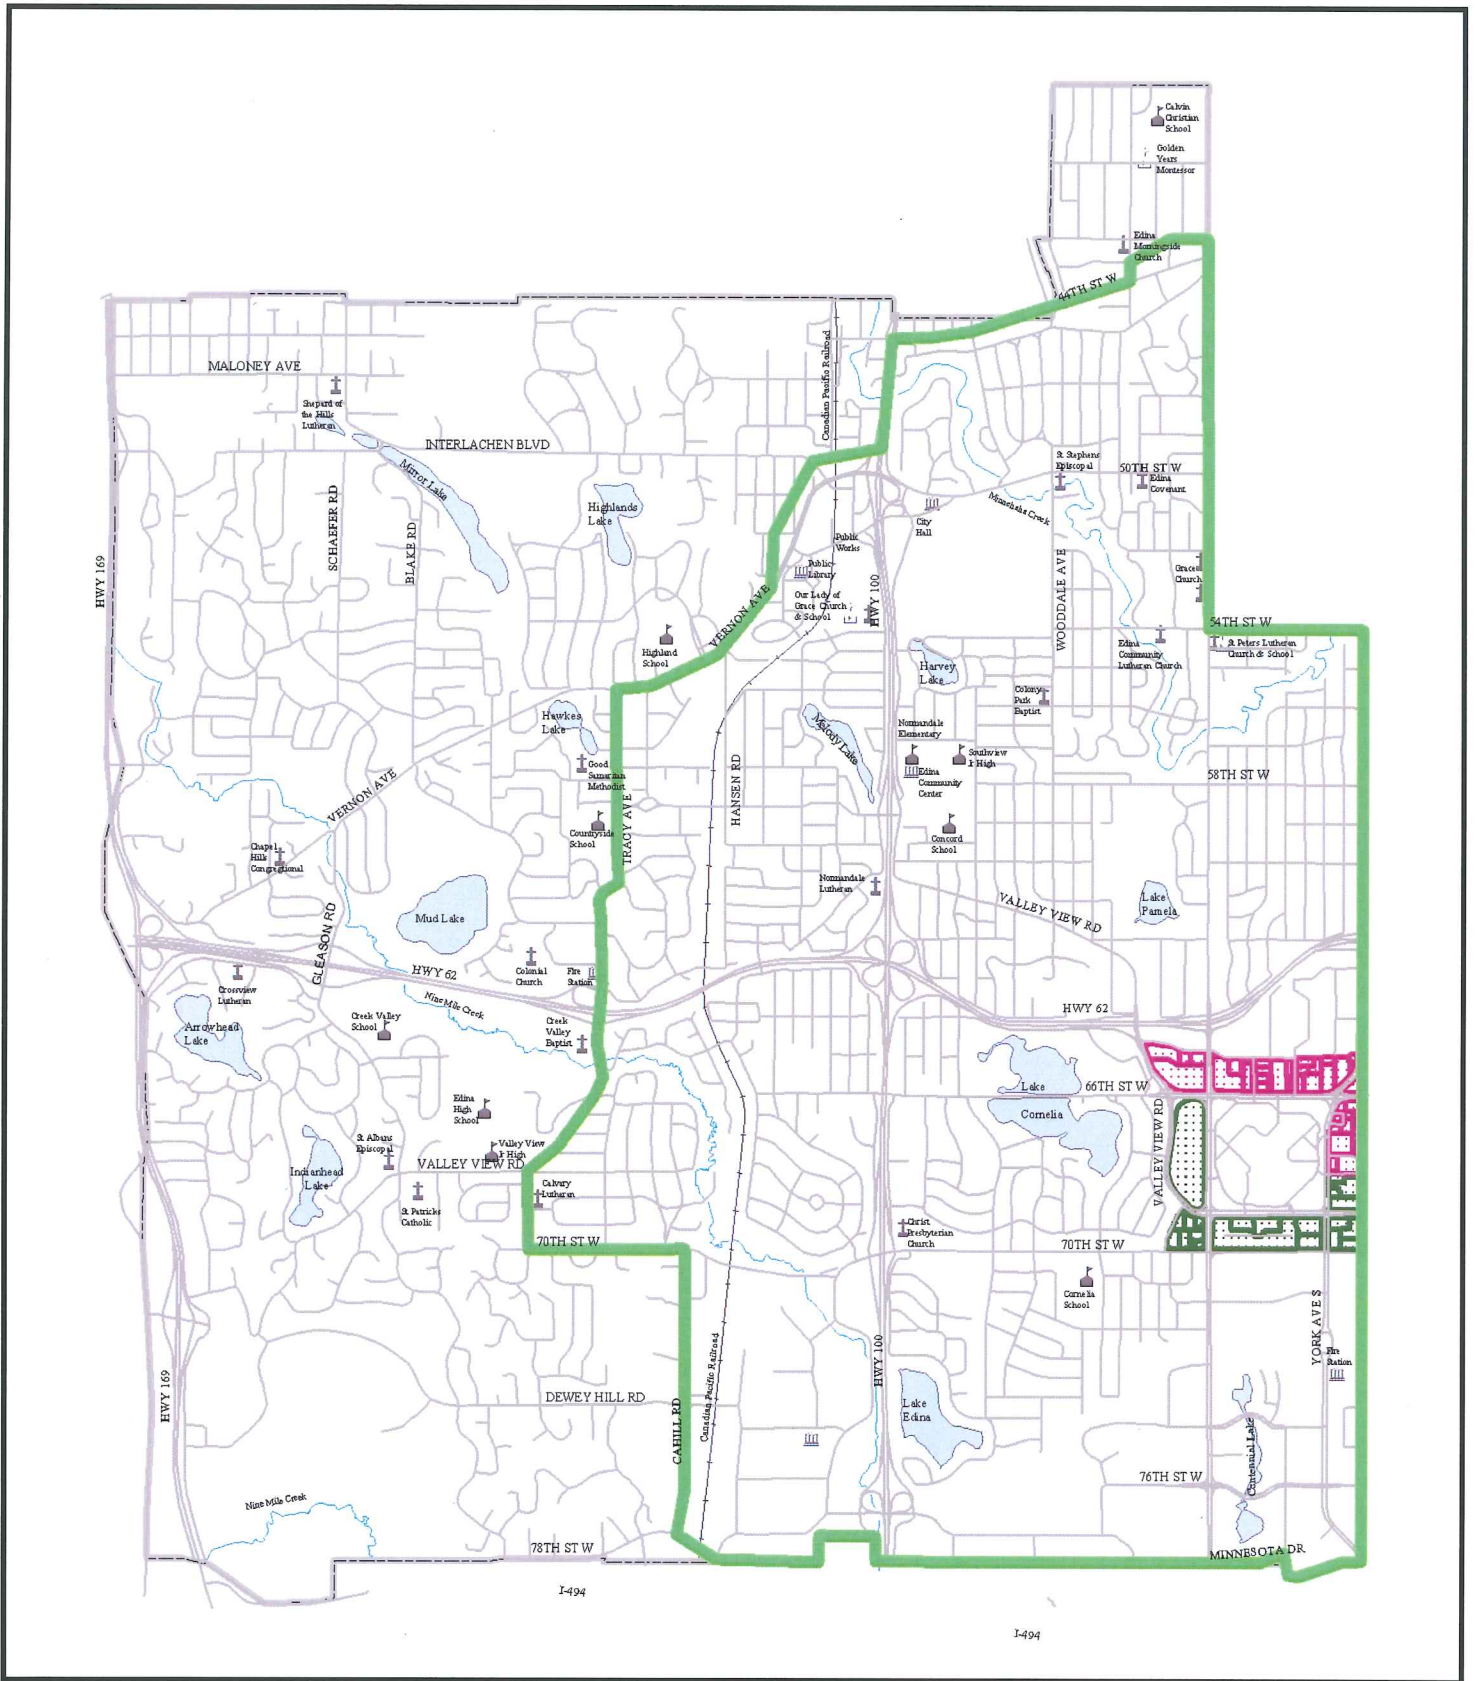 Calvin
Christian
School
Golden
Years
Montessor
Edina
Morningside
Church
44TH ST W
MALONEY AVE
Canadian Pacific Railroad
Shepard of
the Hills
Lutheran
INTERLACHEN BLVD
Mirror Lake
St Stephens
Episcopal
50TH ST W
Edina
Covenant
SCHAEFER RD
BLAKE RD
Highlands
Lake
Minnehaha Creek
City
Hall
Public
Works
HWY 169
Public
Library
Grace
Church
Our Lady of
Grace Church
& School
HWY 100
WOODDALE AVE
VERNON AVE
54TH ST W
Highland
School
Edina
Community
Lutheran Church
St Peters Lutheran
Church & School
Harvey
Lake
Colony
Park
Baptist
Hawkes
Lake
Melody Lake
Normandale
Elementary
Southview
Jr High
Good
Samaritan
Methodist
HANSEN RD
Edina
Community
Center
58TH ST W
VERNON AVE
TRACY AVE
Countryside
School
Concord
School
Chapel
Hills
Congregtional
Normandale
Lutheran
VALLEY VIEW RD
Lake
Pamela
Mud Lake
GLEASON RD
HWY 62
Colonial
Church
Fire
Station
Crossview
Lutheran
Nine Mile Creek
HWY 62
Arrowhead
Lake
Creek Valley
School
Creek
Valley
Baptist
Lake
Cornelia
66TH ST W
Edina
High
School
VALLEY VIEW RD
St Albans
Episcopal
Valley View
Jr High
VALLEY VIEW RD
Indianhead
Lake
Calvary
Lutheran
St Patricks
Catholic
Christ
Presbyterian
Church
70TH ST W
70TH ST W
Cornelia
School
YORK AVE S
Fire
Station
HWY 169
Canadian Pacific Railroad
HWY 100
DEWEY HILL RD
CAHILL RD
Lake
Edina
Centennial Lake
76TH ST W
Nine Mile Creek
78TH ST W
MINNESOTA DR
I-494
I-494